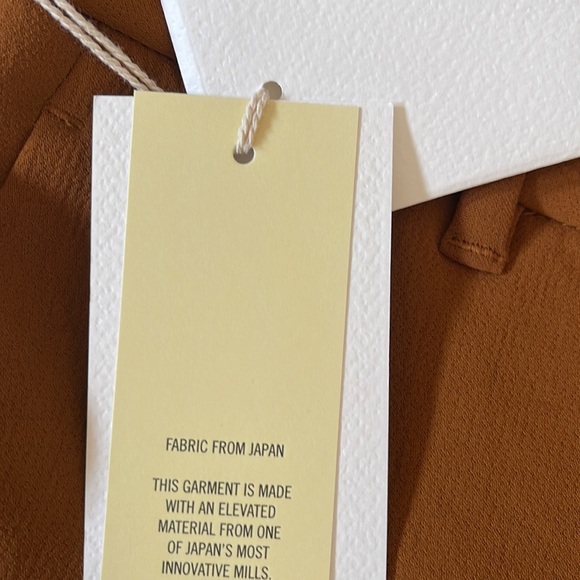 FABRIC FROM JAPAN
THIS GARMENT IS MADE
WITH AN ELEVATED
MATERIAL FROM ONE
OF JAPAN'S MOST
INNOVATIVE MILLS.